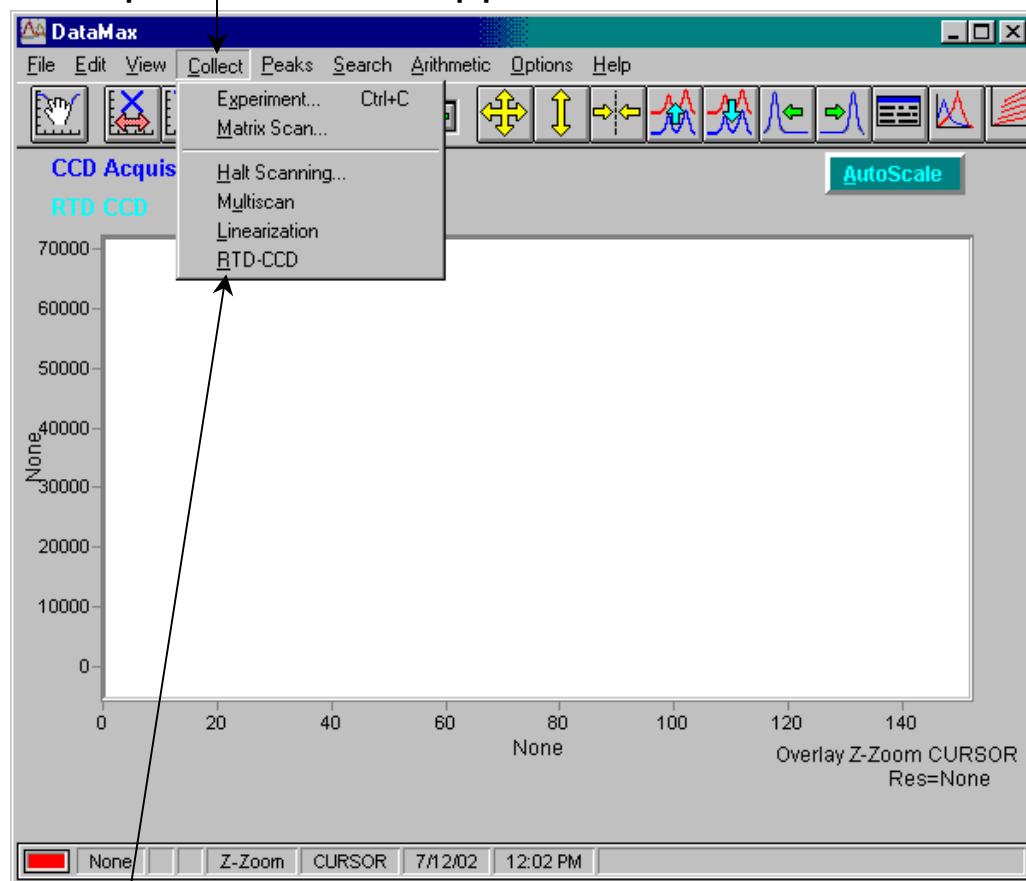 DataMax
File Edit View Collect Peaks Search Arithmetic Options Help
Experiment... Ctrl+C
Matrix Scan...
Halt Scanning...
Multiscan
Linearization
RTD-CCD
CCD Acquis
RTD CCD
AutoScale
70000
60000
50000
40000
30000
20000
10000
0
None
0 20 40 60 80 100 120 140
None
Overlay Z-Zoom CURSOR
Res=None
None Z-Zoom CURSOR 7/12/02 12:02 PM